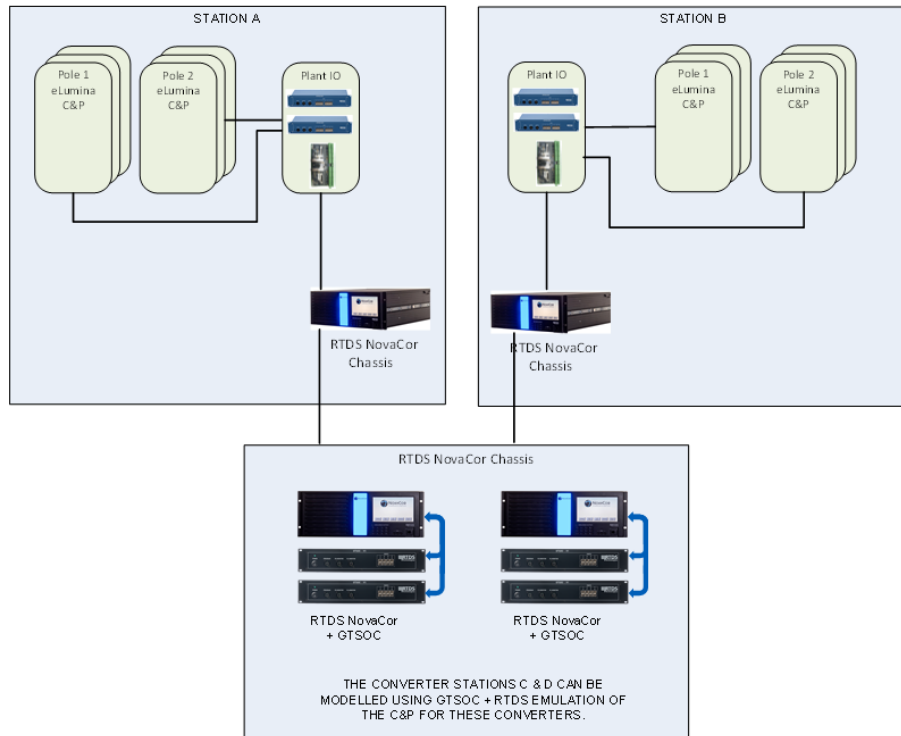 STATION A
Pole 1
eLumina
C&P
Pole 2
eLumina
C&P
Plant IO
RTDS NovaCor
Chassis
STATION B
Plant IO
Pole 1
eLumina
C&P
Pole 2
eLumina
C&P
RTDS NovaCor
Chassis
RTDS NovaCor Chassis
RTDS NovaCor
+ GTSOC
RTDS NovaCor
+ GTSOC
THE CONVERTER STATIONS C & D CAN BE
MODELLED USING GTSOC + RTDS EMULATION OF
THE C&P FOR THESE CONVERTERS.